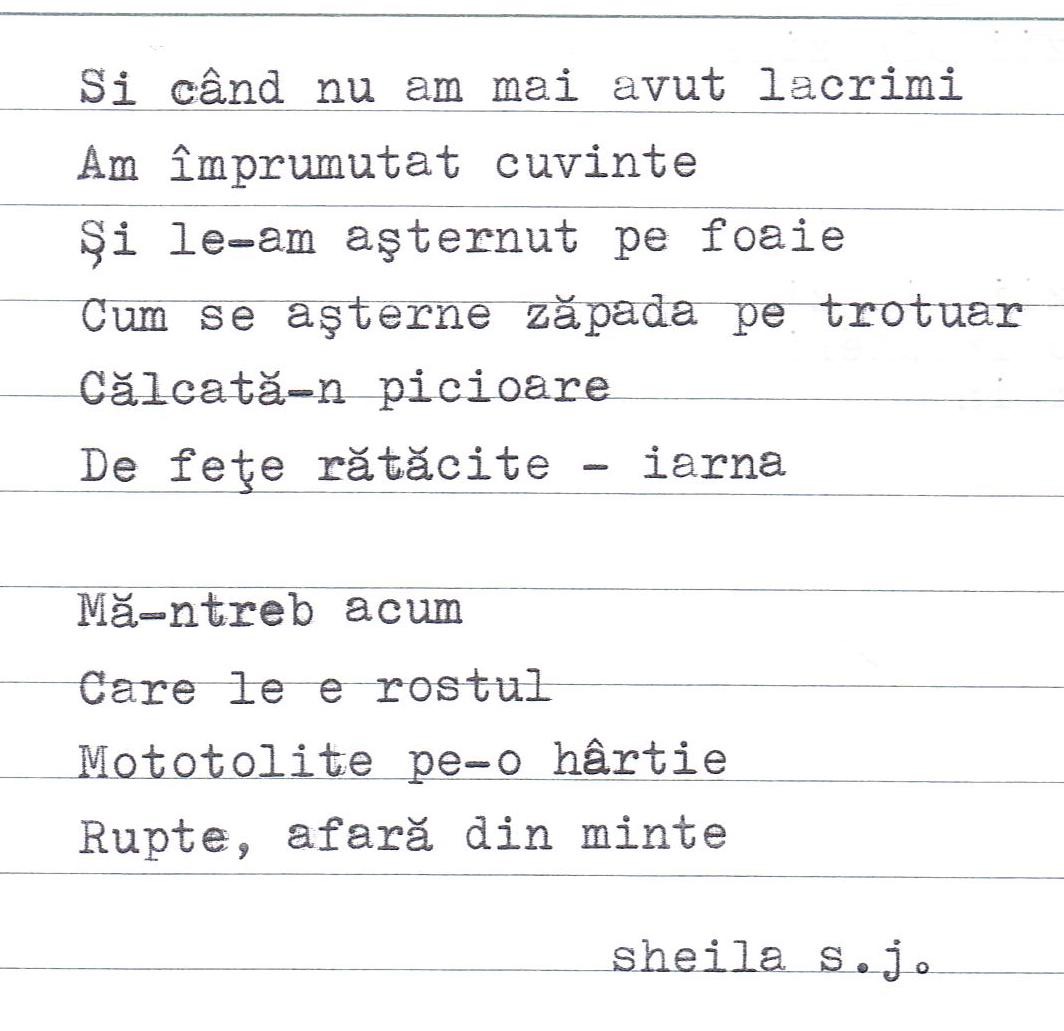 Si când nu am mai avut lacrimi
Am împrumutat cuvinte
Şi le-am aşternut pe foaie
Cum se aşterne zăpada pe trotuar
Călcată-n picioare
De feţe rătăcite - iarna
Mă-ntreb acum
Care le e rostul
Mototolite pe-o hârtie
Rupte, afară din minte
sheila s.j.